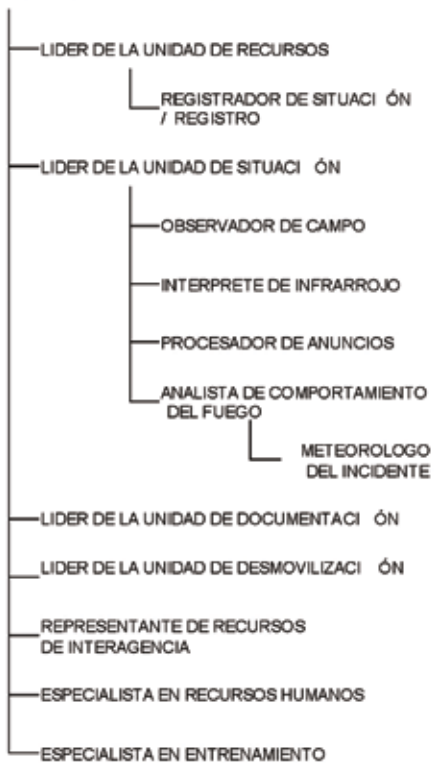 LIDER DE LA UNIDAD DE RECURSOS
REGISTRADOR DE SITUACI ÓN
/ REGISTRO
LIDER DE LA UNIDAD DE SITUACI ÓN
OBSERVADOR DE CAMPO
INTERPRETE DE INFRARROJO
PROCESADOR DE ANUNCIOS
ANALISTA DE COMPORTAMIENTO
DEL FUEGO
METEOROLOGO
DEL INCIDENTE
LIDER DE LA UNIDAD DE DOCUMENTACI ÓN
LIDER DE LA UNIDAD DE DESMOVILIZACI ÓN
REPRESENTANTE DE RECURSOS
DE INTERAGENCIA
ESPECIALISTA EN RECURSOS HUMANOS
ESPECIALISTA EN ENTRENAMIENTO